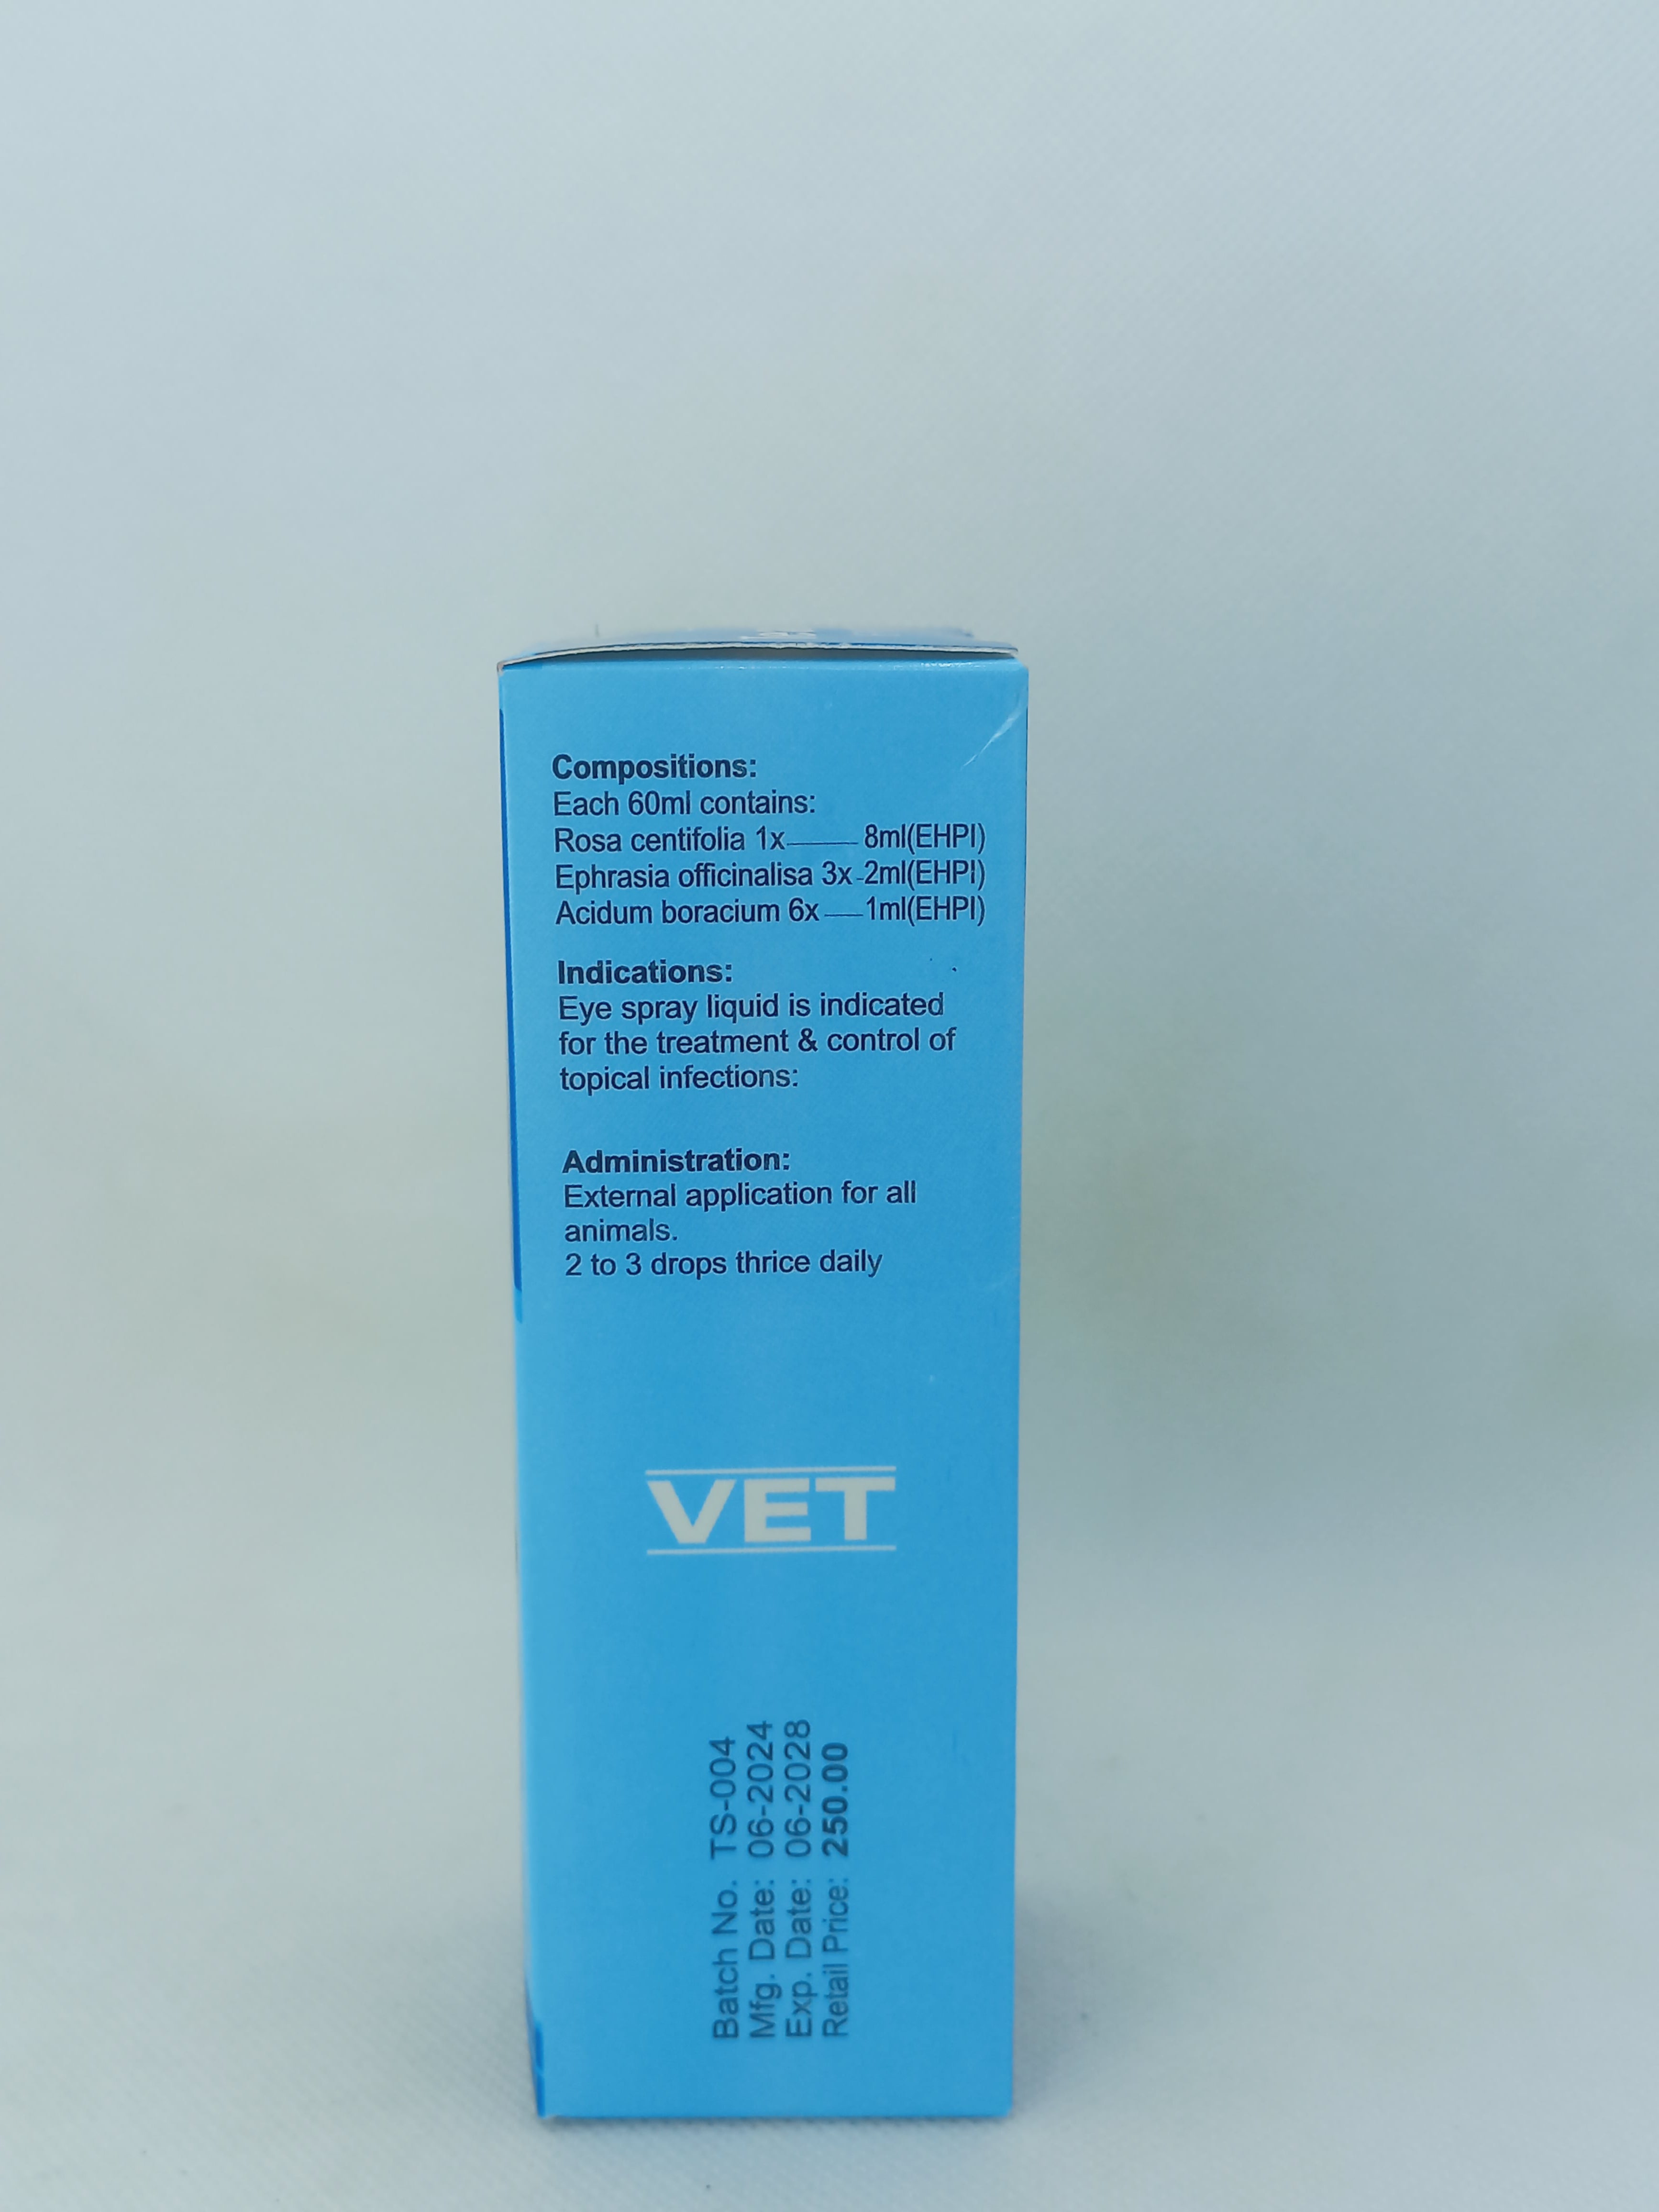 Compositions:
Each 60ml contains:
Rosa centifolia 1x—— 8ml(EHPI)
Ephrasia officinalisa 3x-2ml(EHPI)
Acidum boracium 6x—1ml(EHPI)
Indications:
Eye spray liquid is indicated
for the treatment & control of
topical infections:
Administration:
External application for all
animals.
2 to 3 drops thrice daily
VET
Batch No. TS-004
Mfg. Date: 06-2024
Exp. Date: 06-2028
Retail Price: 250.00